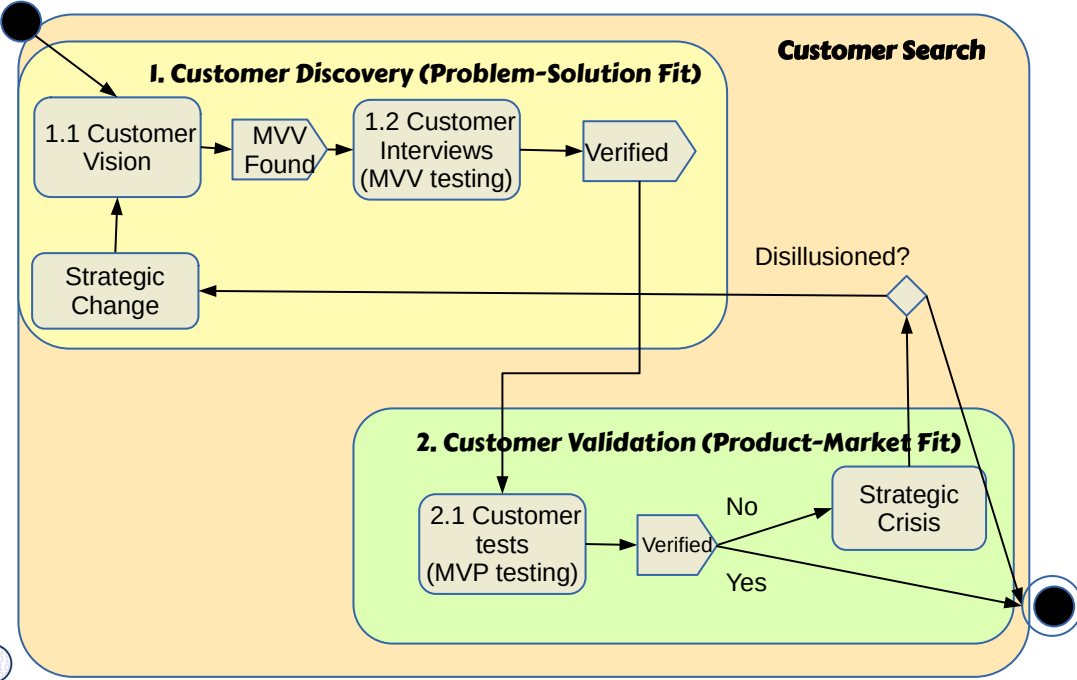 Customer Search
1. Customer Discovery (Problem-Solution Fit)
1.1 Customer
Vision
MVV
Found
1.2 Customer
Interviews
(MVV testing)
Verified
Strategic
Change
Disillusioned?
2. Customer Validation (Product-Market Fit)
2.1 Customer
tests
(MVP testing)
Verified
No
Yes
Strategic
Crisis